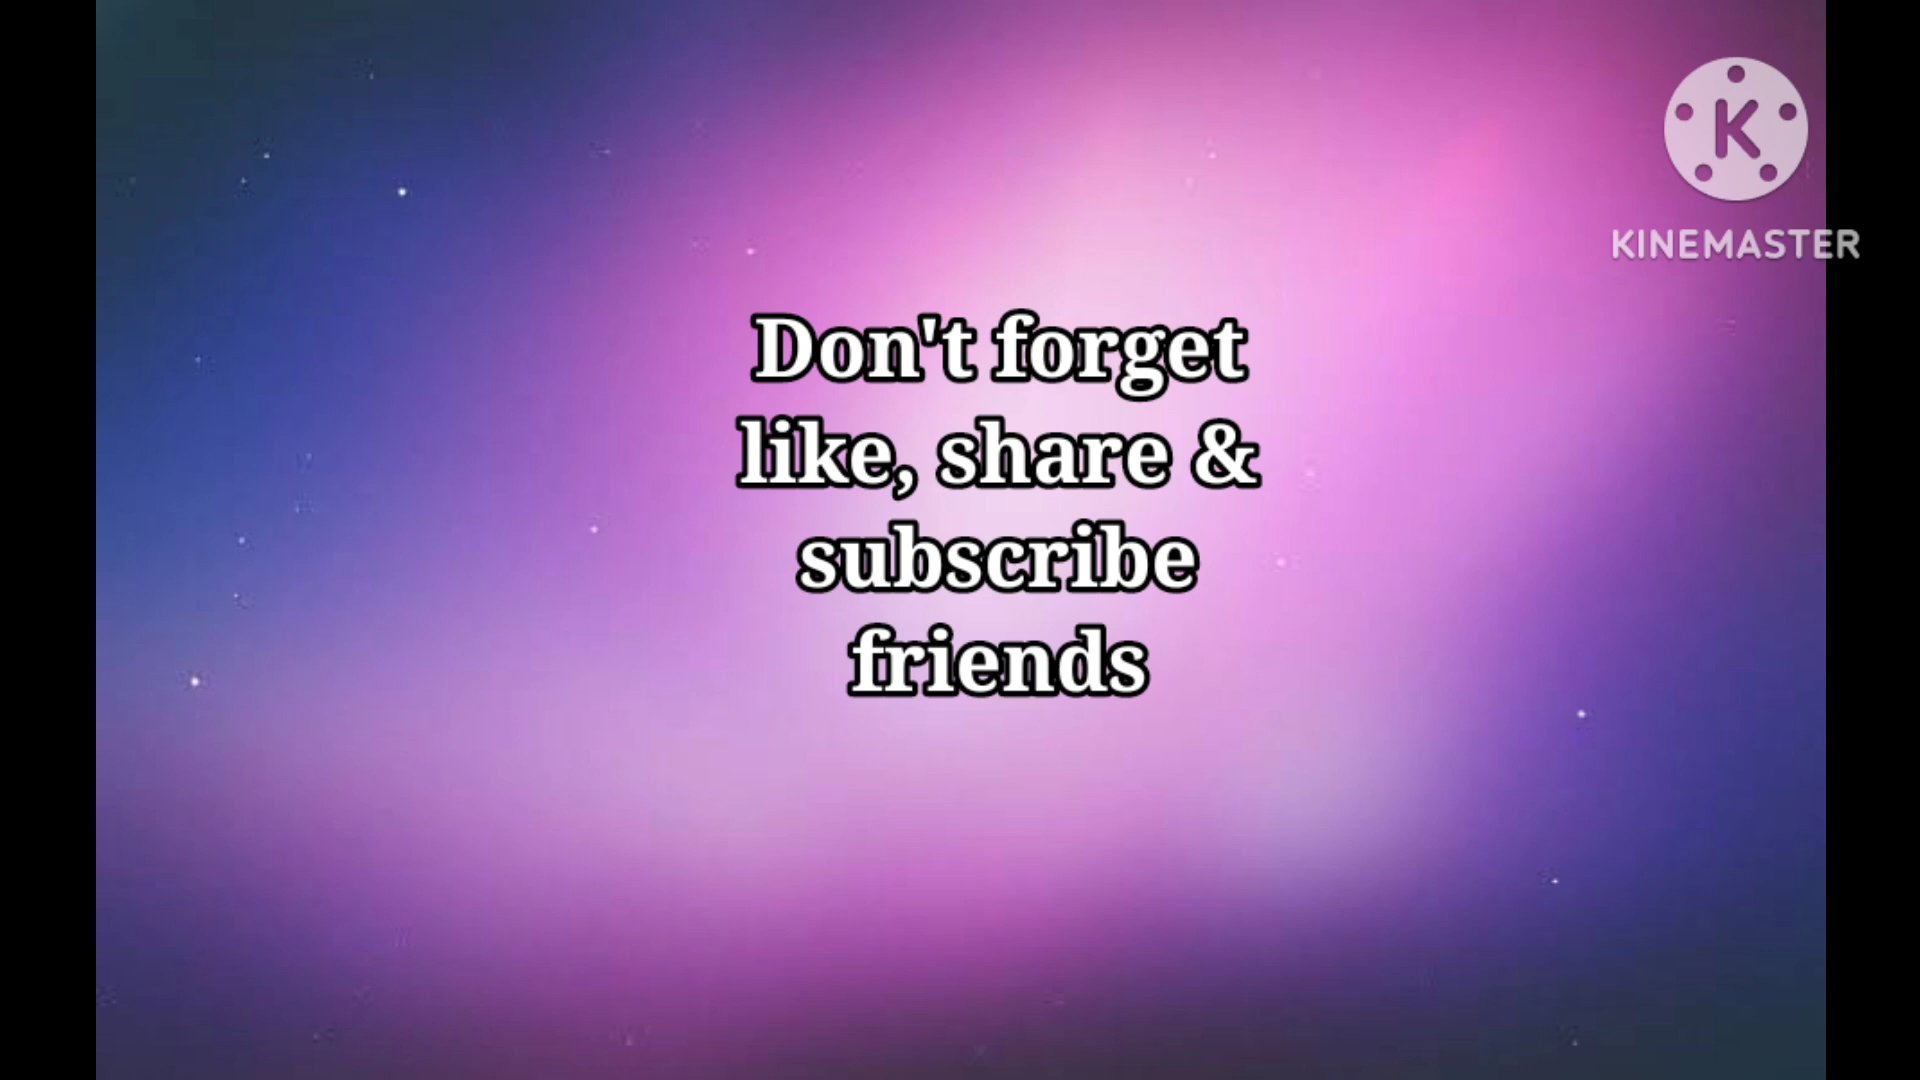 K
KINEMASTER
Don't forget
like, share &
subscribe
friends